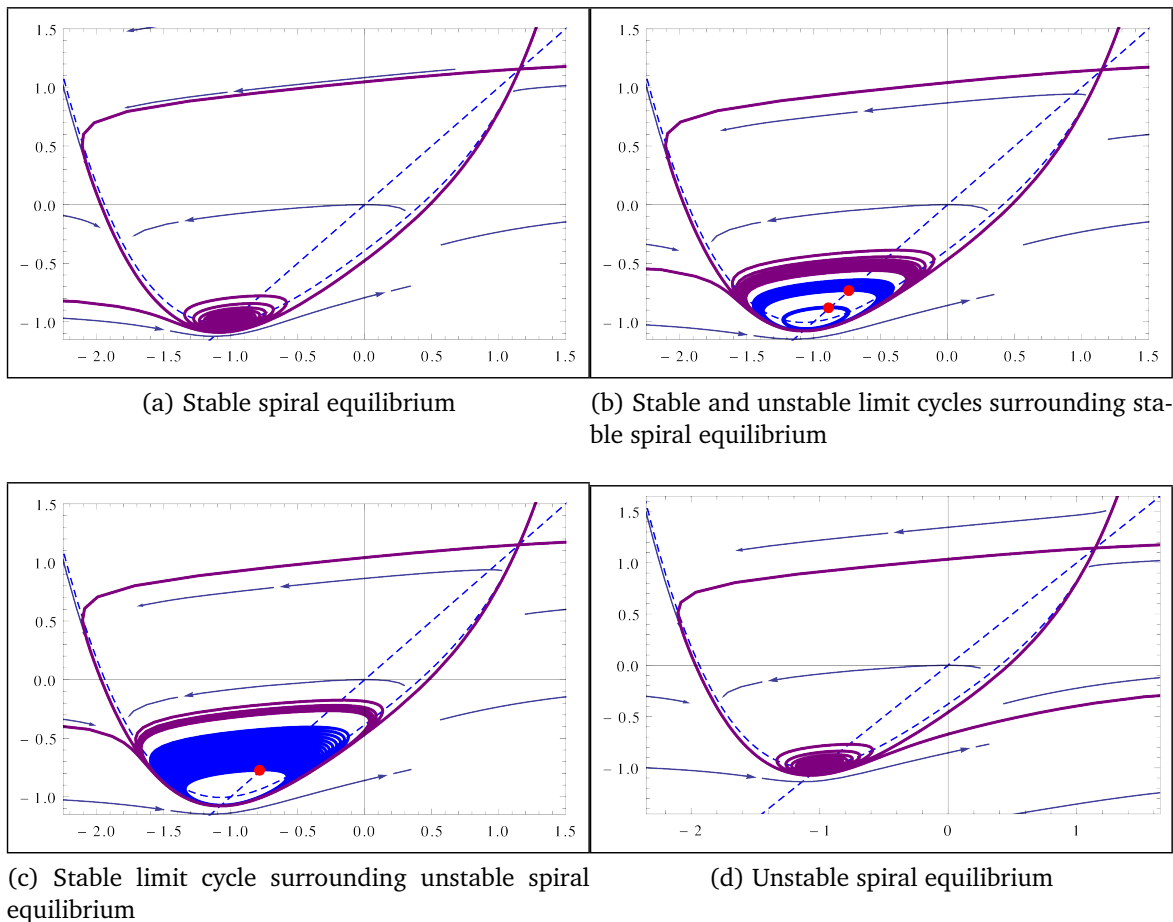 1.5
1.0
0.5
0.0
− 0.5
− 1.0
− 2.0 − 1.5 − 1.0 − 0.5 0.0 0.5 1.0 1.5
(a) Stable spiral equilibrium
1.5
1.0
0.5
0.0
− 0.5
− 1.0
− 2.0 − 1.5 − 1.0 − 0.5 0.0 0.5 1.0 1.5
(b) Stable and unstable limit cycles surrounding sta-
ble spiral equilibrium
1.5
1.0
0.5
0.0
− 0.5
− 1.0
− 2.0 − 1.5 − 1.0 − 0.5 0.0 0.5 1.0 1.5
(c) Stable limit cycle surrounding unstable spiral
equilibrium
1.5
1.0
0.5
0.0
− 0.5
− 1.0
− 2 − 1 0 1
(d) Unstable spiral equilibrium